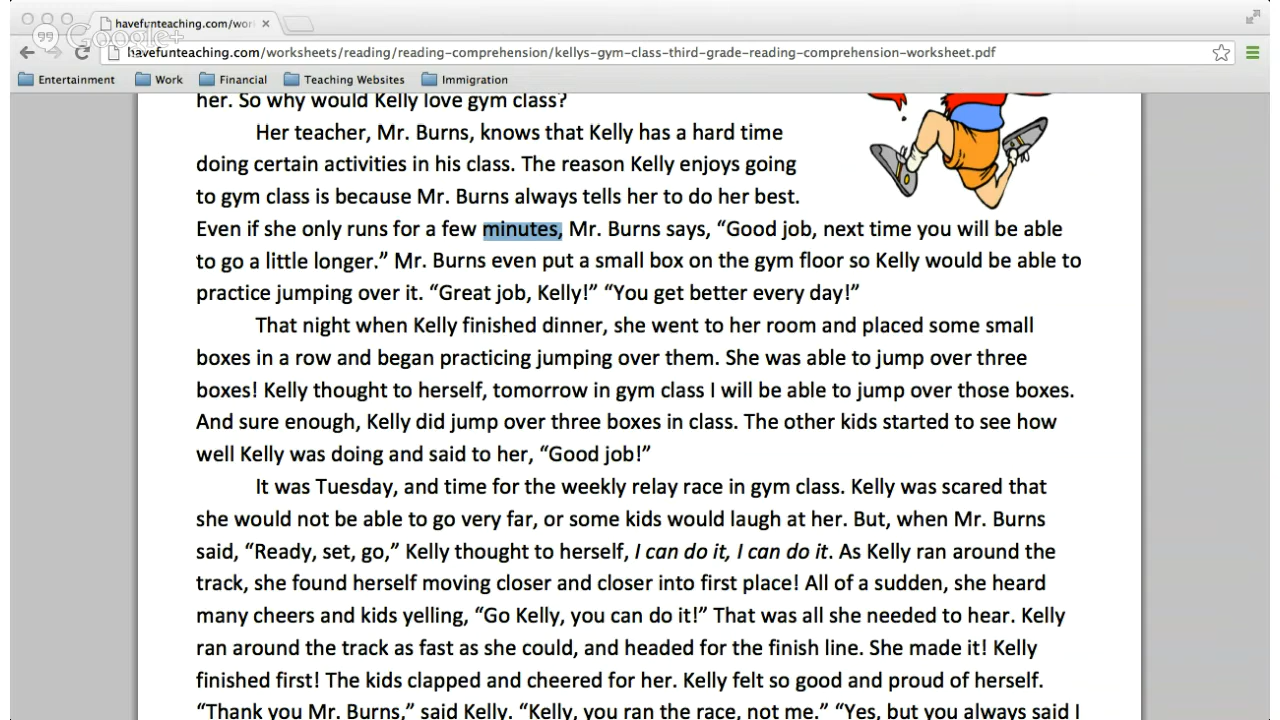 havefunteaching.com/wor
Google+
havefunteaching.com/worksheets/reading/reading-comprehension/kellys-gym-class-third-grade-reading-comprehension-worksheet.pdf
Entertainment Work Financial Teaching Websites Immigration
her. So why would Kelly love gym class?
Her teacher, Mr. Burns, knows that Kelly has a hard time
doing certain activities in his class. The reason Kelly enjoys going
to gym class is because Mr. Burns always tells her to do her best.
Even if she only runs for a few minutes, Mr. Burns says, “Good job, next time you will be able
to go a little longer.” Mr. Burns even put a small box on the gym floor so Kelly would be able to
practice jumping over it. “Great job, Kelly!” “You get better every day!”
That night when Kelly finished dinner, she went to her room and placed some small
boxes in a row and began practicing jumping over them. She was able to jump over three
boxes! Kelly thought to herself, tomorrow in gym class I will be able to jump over those boxes.
And sure enough, Kelly did jump over three boxes in class. The other kids started to see how
well Kelly was doing and said to her, “Good job!”
It was Tuesday, and time for the weekly relay race in gym class. Kelly was scared that
she would not be able to go very far, or some kids would laugh at her. But, when Mr. Burns
said, “Ready, set, go,” Kelly thought to herself, I can do it, I can do it. As Kelly ran around the
track, she found herself moving closer and closer into first place! All of a sudden, she heard
many cheers and kids yelling, “Go Kelly, you can do it!” That was all she needed to hear. Kelly
ran around the track as fast as she could, and headed for the finish line. She made it! Kelly
finished first! The kids clapped and cheered for her. Kelly felt so good and proud of herself.
“Thank you Mr. Burns,” said Kelly. “Kelly, you ran the race, not me.” “Yes, but you always said I